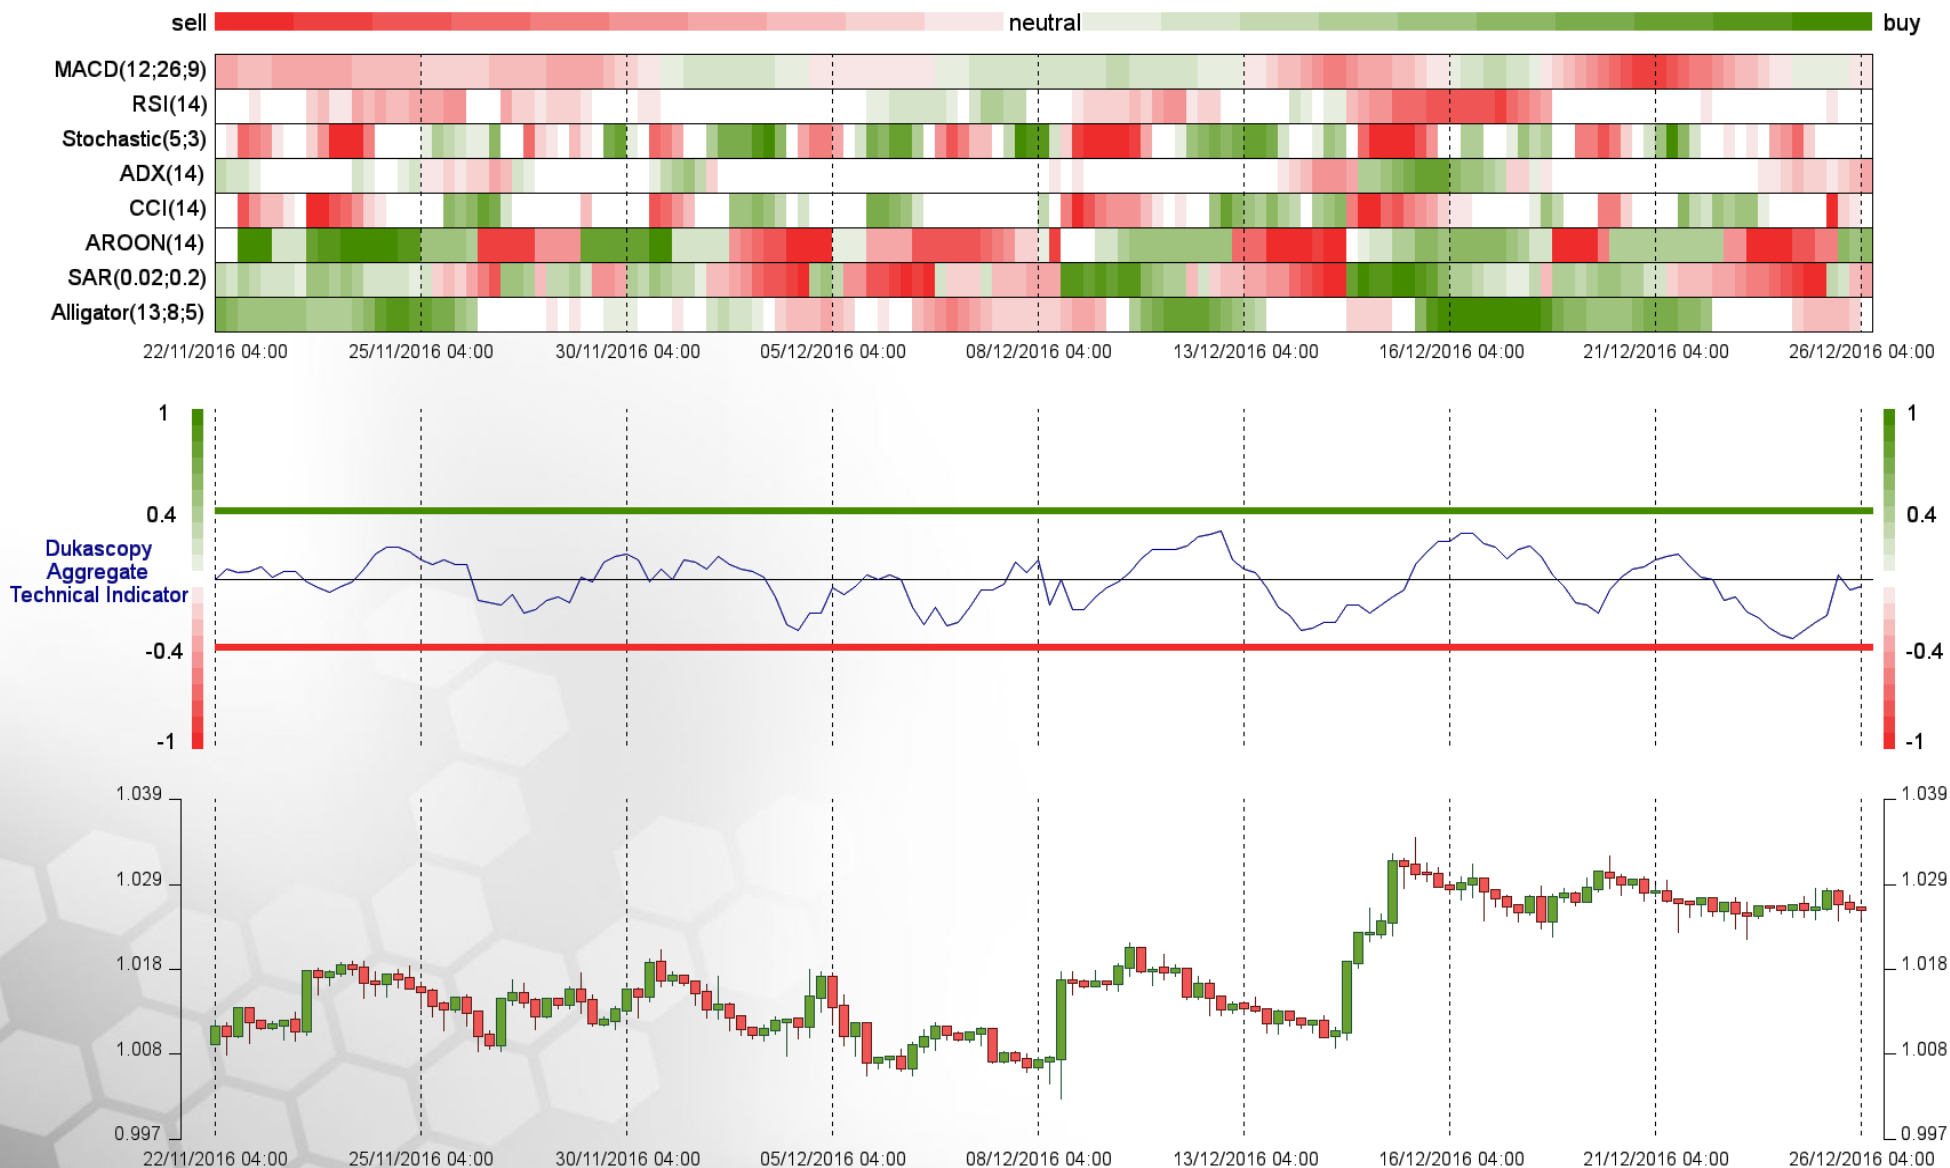 sell neutral buy
MACD(12;26;9)
RSI(14)
Stochastic(5;3)
ADX(14)
CCI(14)
AROON(14)
SAR(0.02;0.2)
Alligator(13;8;5)
22/11/2016 04:00 25/11/2016 04:00 30/11/2016 04:00 05/12/2016 04:00 08/12/2016 04:00 13/12/2016 04:00 16/12/2016 04:00 21/12/2016 04:00 26/12/2016 04:00
1 1
0.4 0.4
Dukascopy
Aggregate
Technical Indicator
-0.4 -0.4
-1 -1
1.039 1.039
1.029 1.029
1.018 1.018
1.008 1.008
0.997 0.997
22/11/2016 04:00 25/11/2016 04:00 30/11/2016 04:00 05/12/2016 04:00 08/12/2016 04:00 13/12/2016 04:00 16/12/2016 04:00 21/12/2016 04:00 26/12/2016 04:00